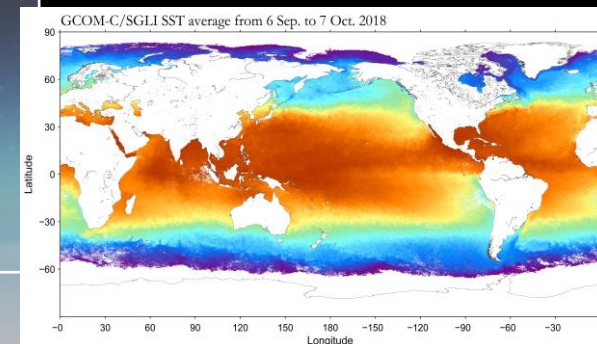 GCOM-C/SGLI SST average from 6 Sep. to 7 Oct. 2018
90
60
30
0
−30
−60
Latitude
−0 30 60 90 120 150 180 −150 −120 −90 −60 −30
Longitude